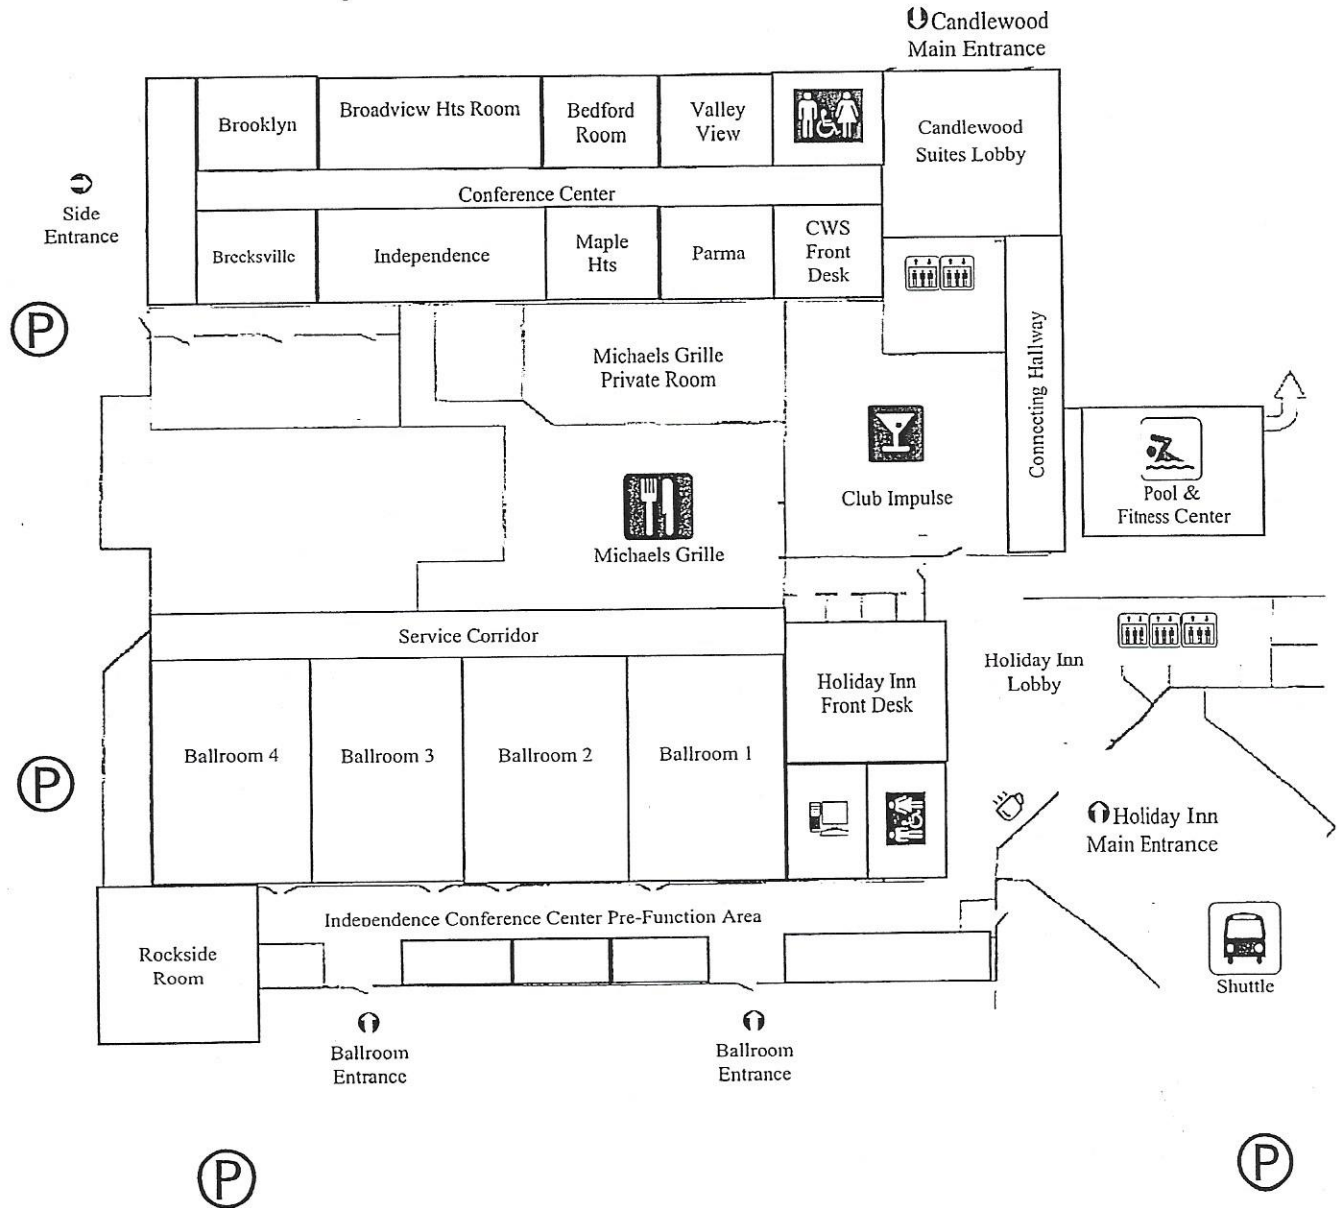 Candlewood
Main Entrance
Brooklyn
Broadview Hts Room
Bedford
Room
Valley
View
Candlewood
Suites Lobby
Conference Center
Side
Entrance
Brecksville
Independence
Maple
Hts
Parma
CWS
Front
Desk
P
Michaels Grille
Private Room
Connecting Hallway
Club Impulse
Pool &
Fitness Center
Michaels Grille
Service Corridor
Holiday Inn
Lobby
Holiday Inn
Front Desk
Ballroom 4
Ballroom 3
Ballroom 2
Ballroom 1
P
Holiday Inn
Main Entrance
Independence Conference Center Pre-Function Area
Rockside
Room
Shuttle
Ballroom
Entrance
Ballroom
Entrance
P
P